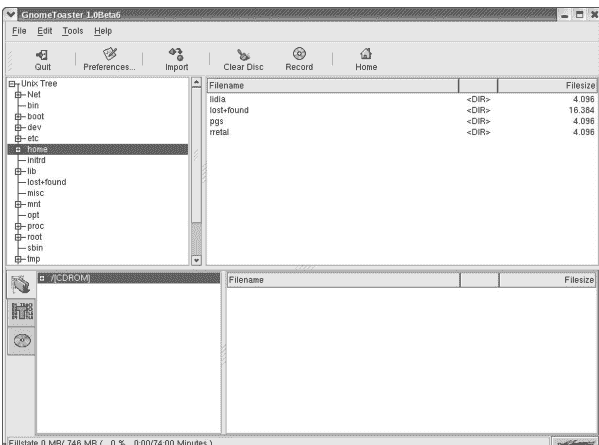 GnomeToaster 1.0Beta6
File Edit Tools Help
Quit Preferences... Import Clear Disc Record Home
Unix Tree
Net
bin
boot
dev
etc
home
initrd
lib
lost+found
misc
mnt
opt
proc
root
sbin
tmp
Filename Filesize
lidia <DIR> 4.096
lost+found <DIR> 16.384
pgs <DIR> 4.096
rretal <DIR> 4.096
/[CDROM]
Filename Filesize
Fillstate 0 MB/ 746 MB ( 0 %, 0:00/74:00 Minutes )